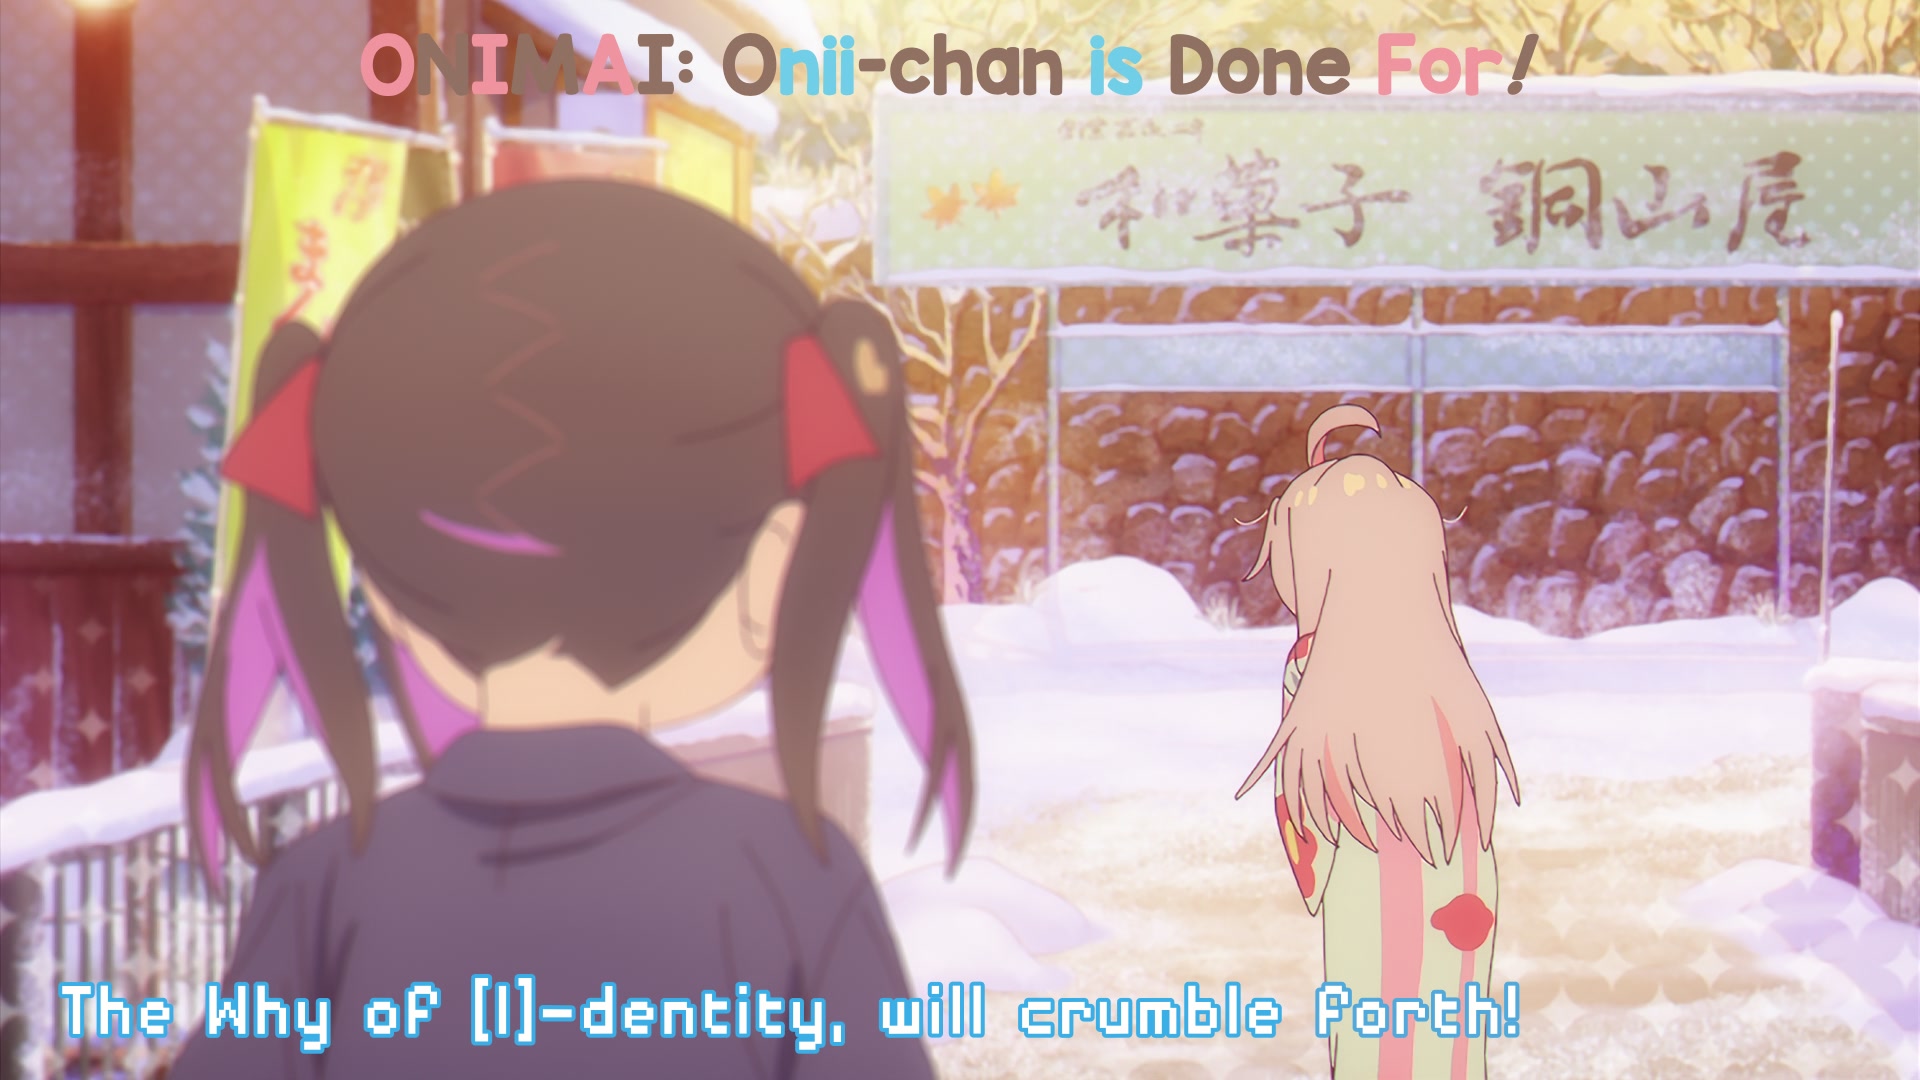 ONIMAI: Onii-chan is Done For!
和菓子 銅山屋
The Why of [I]-dentity, will crumble forth!